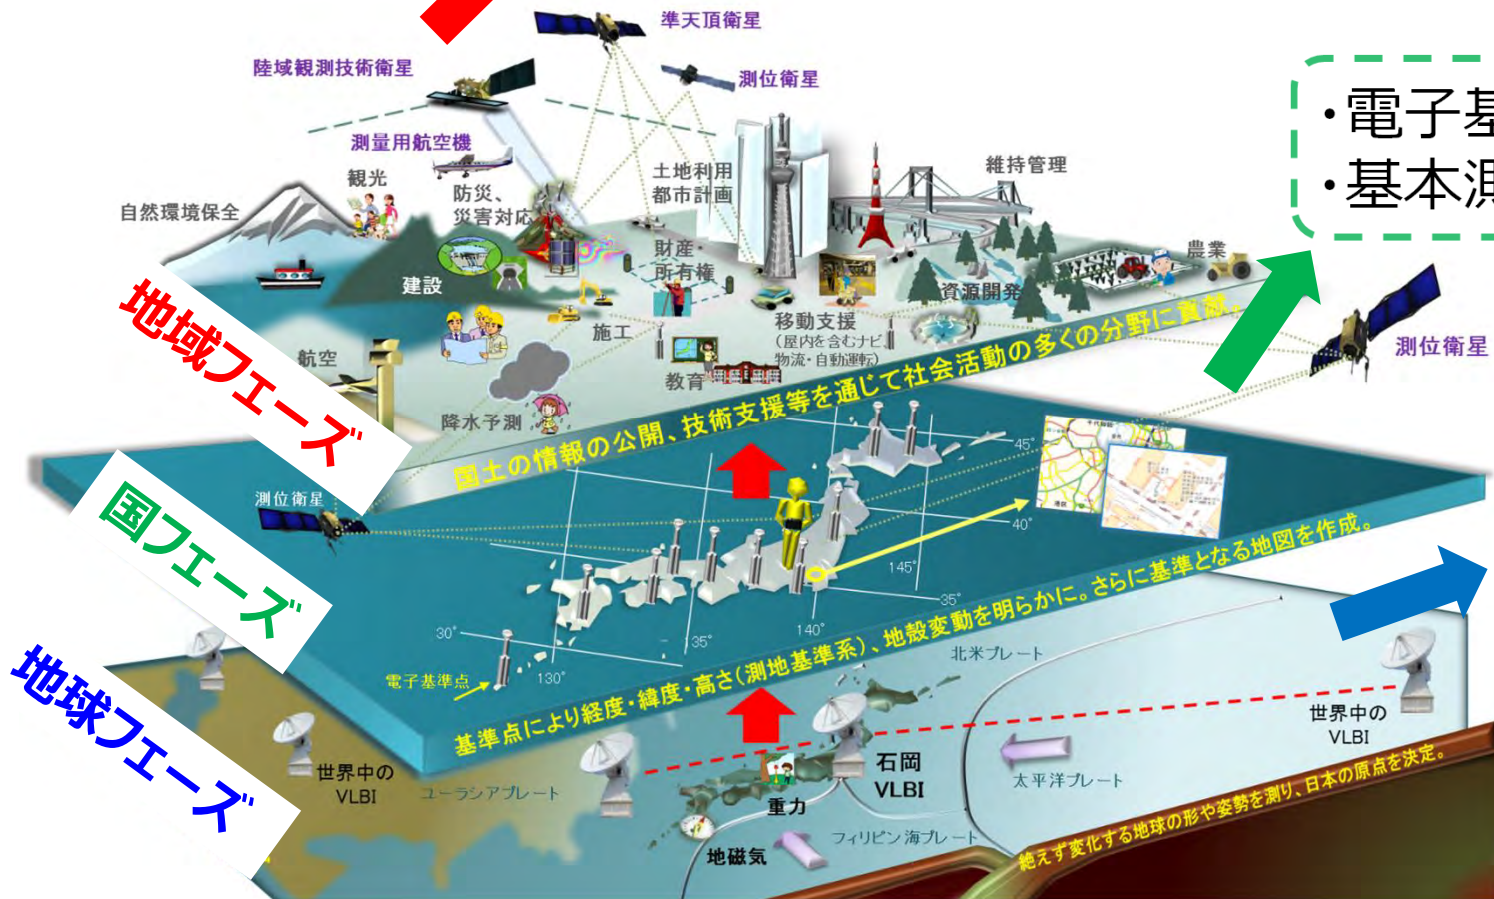 準天頂衛星
陸域観測技術衛星
測位衛星
測量用航空機
・電子基
・基本測
観光
防災、
災害対応
土地利用
都市計画
維持管理
自然環境保全
財産・
所有権
農業
建設
資源開発
施工
移動支援
(屋内を含むナビ
物流・自動運転)
航空
教育
降水予測
測位衛星
地域フェーズ
国土の情報の公開、技術支援等を通じて社会活動の多くの分野に貢献。
測位衛星
45°
40°
145°
35°
140°
35°
30°
130°
電子基準点
国フェーズ
基準点により経度・緯度・高さ(測地基準系)、地殻変動を明らかに。さらに基準となる地図を作成。
北米プレート
世界中の
VLBI
地球フェーズ
世界中の
VLBI
ユーラシアプレート
石岡
VLBI
重力
太平洋プレート
地磁気
フィリピン海プレート
絶えず変化する地球の形や姿勢を測り、日本の原点を決定。